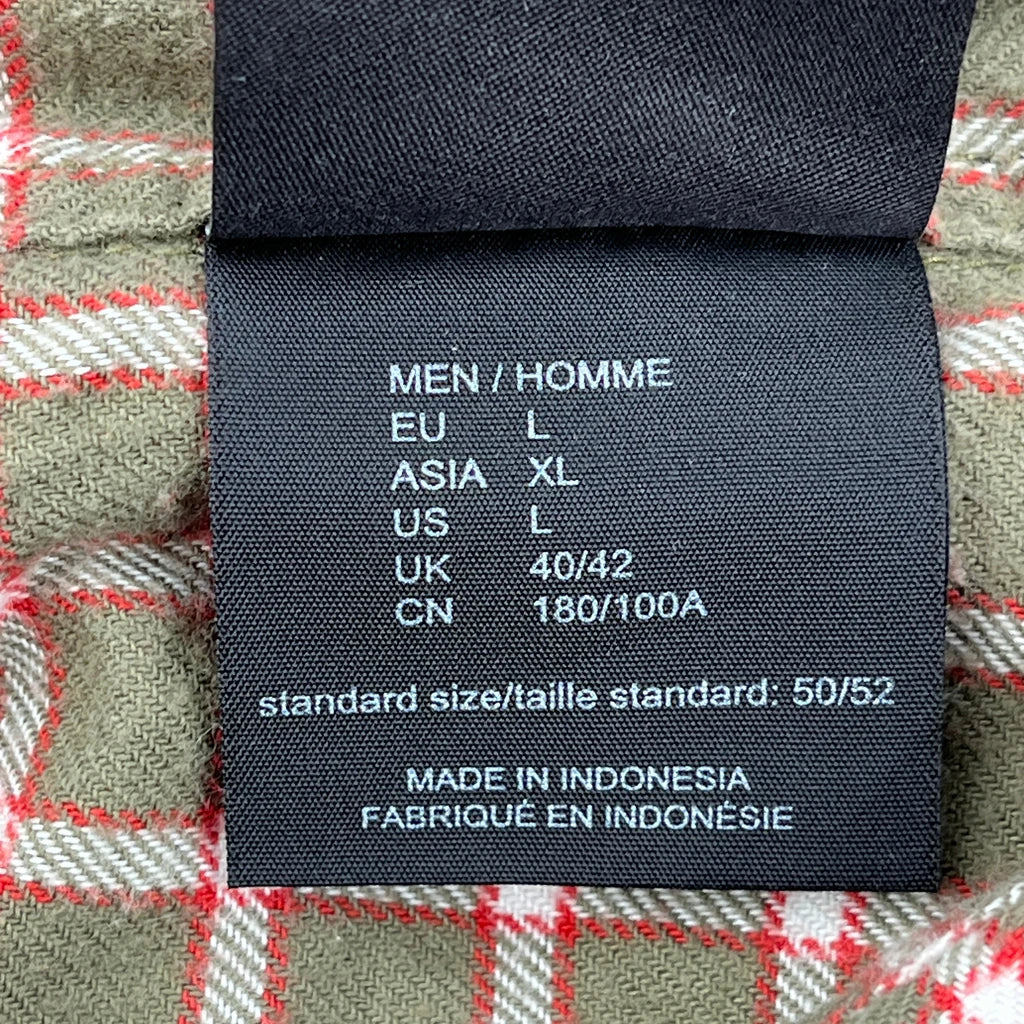 MEN / HOMME
EU L
ASIA XL
US L
UK 40/42
CN 180/100A
standard size/taille standard: 50/52
MADE IN INDONESIA
FABRIQUÉ EN INDONÉSIE